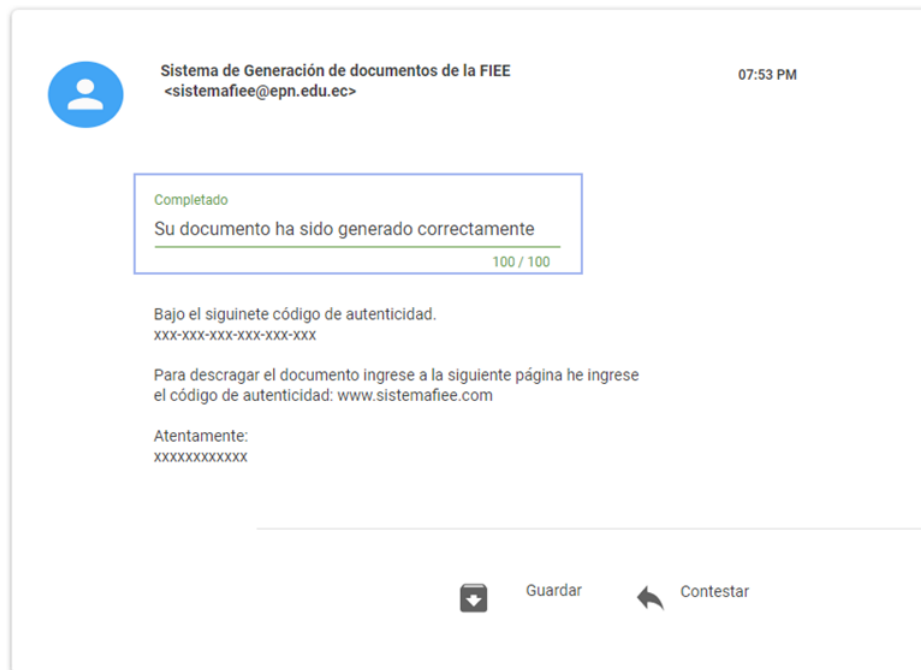 Sistema de Generación de documentos de la FIEE
07:53 PM
<sistemafiee@epn.edu.ec>
Completado
Su documento ha sido generado correctamente
100 / 100
Bajo el siguinete código de autenticidad.
xxx-xxx-xxx-xxx-xxx-xxx
Para descragar el documento ingrese a la siguiente página he ingrese
el código de autenticidad: www.sistemafiee.com
Atentamente:
xxxxxxxxxxxx
Guardar
Contestar